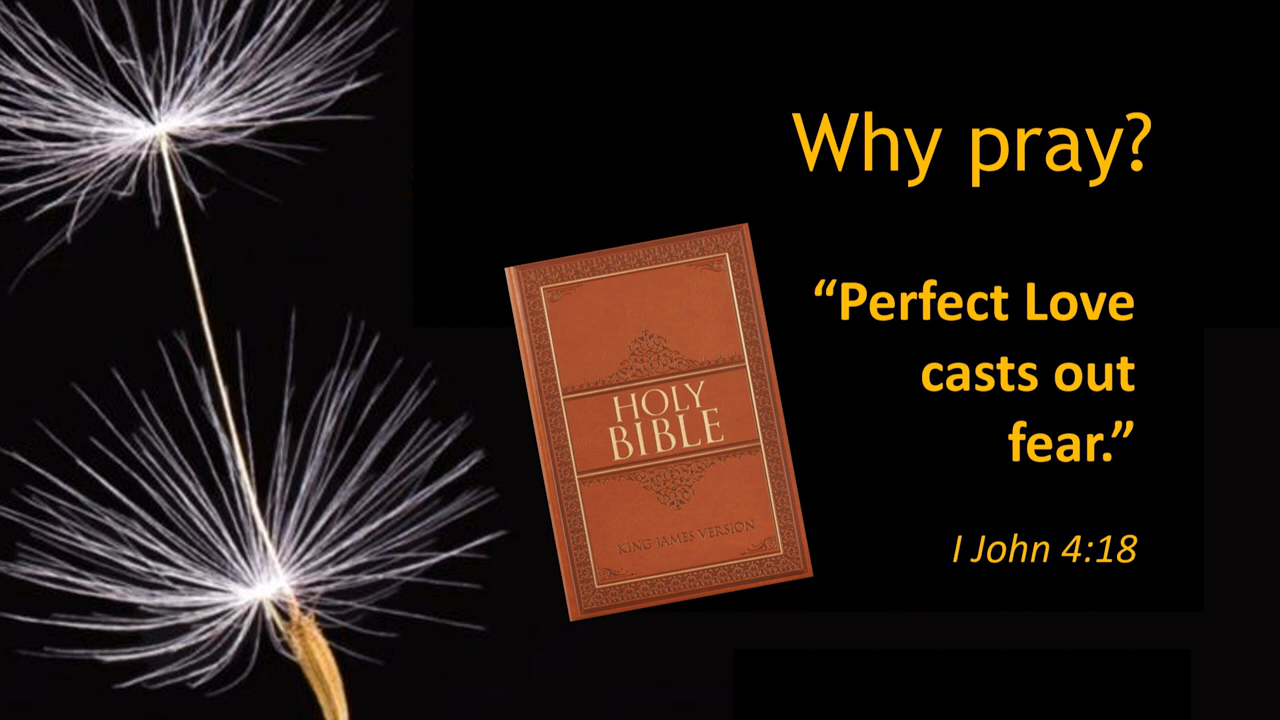 Why pray?
HOLY
BIBLE
KING JAMES VERSION
“Perfect Love
casts out
fear.”
I John 4:18